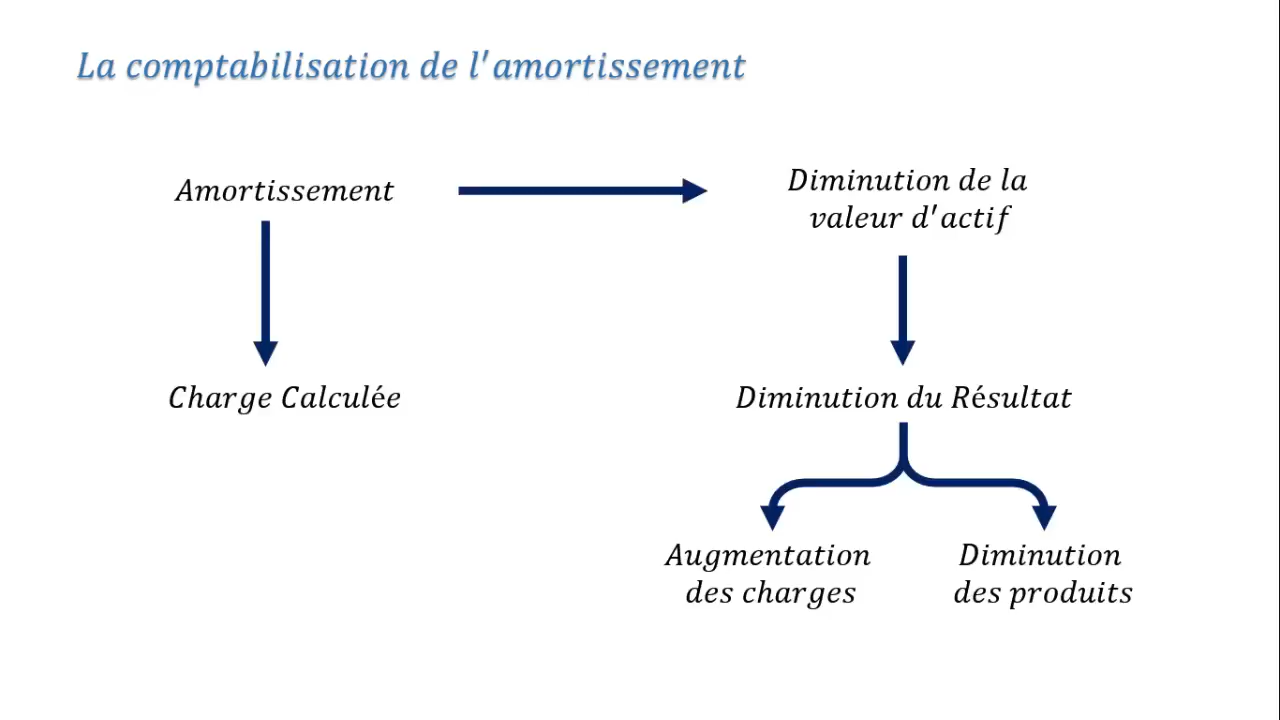 La comptabilisation de l'amortissement
Amortissement
Diminution de la
valeur d'actif
Charge Calculée
Diminution du Résultat
Augmentation
des charges
Diminution
des produits